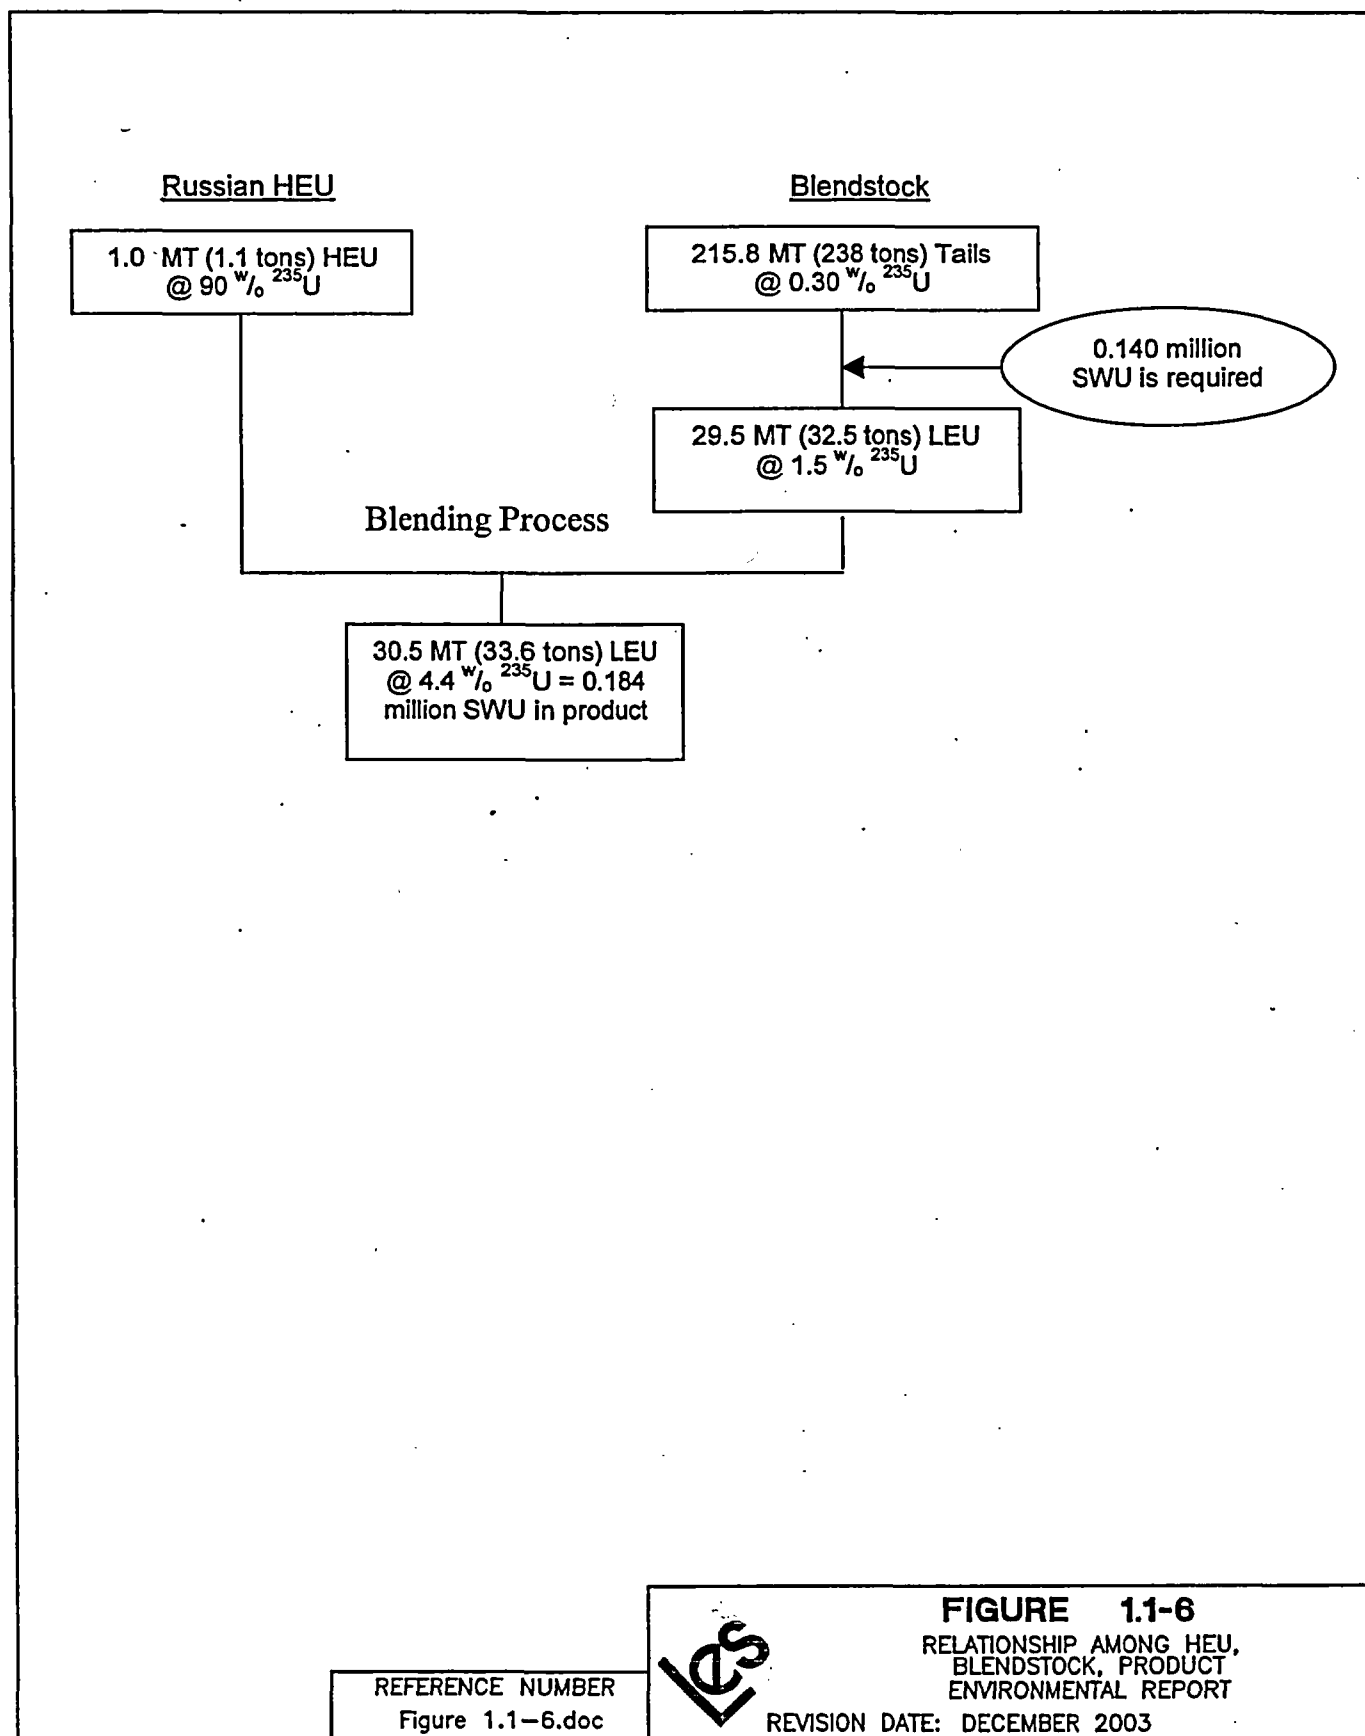 Russian HEU
1.0 MT (1.1 tons) HEU
@ 90 w/o 235U
Blendstock
215.8 MT (238 tons) Tails
@ 0.30 w/o 235U
0.140 million
SWU is required
29.5 MT (32.5 tons) LEU
@ 1.5 w/o 235U
Blending Process
30.5 MT (33.6 tons) LEU
@ 4.4 w/o 235U = 0.184
million SWU in product
REFERENCE NUMBER
Figure 1.1-6.doc
LES
FIGURE 1.1-6
RELATIONSHIP AMONG HEU,
BLENDSTOCK, PRODUCT
ENVIRONMENTAL REPORT
REVISION DATE: DECEMBER 2003